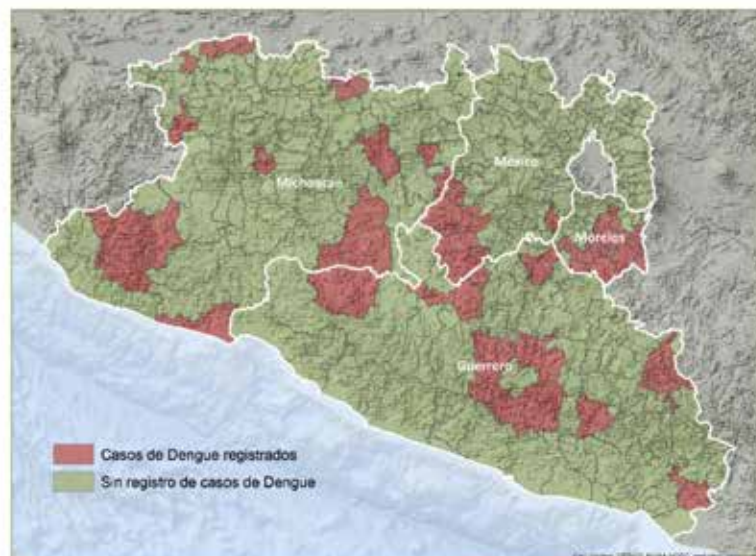 México
Michoacán
Morelos
Guerrero
Casos de Dengue registrados
Sin registro de casos de Dengue